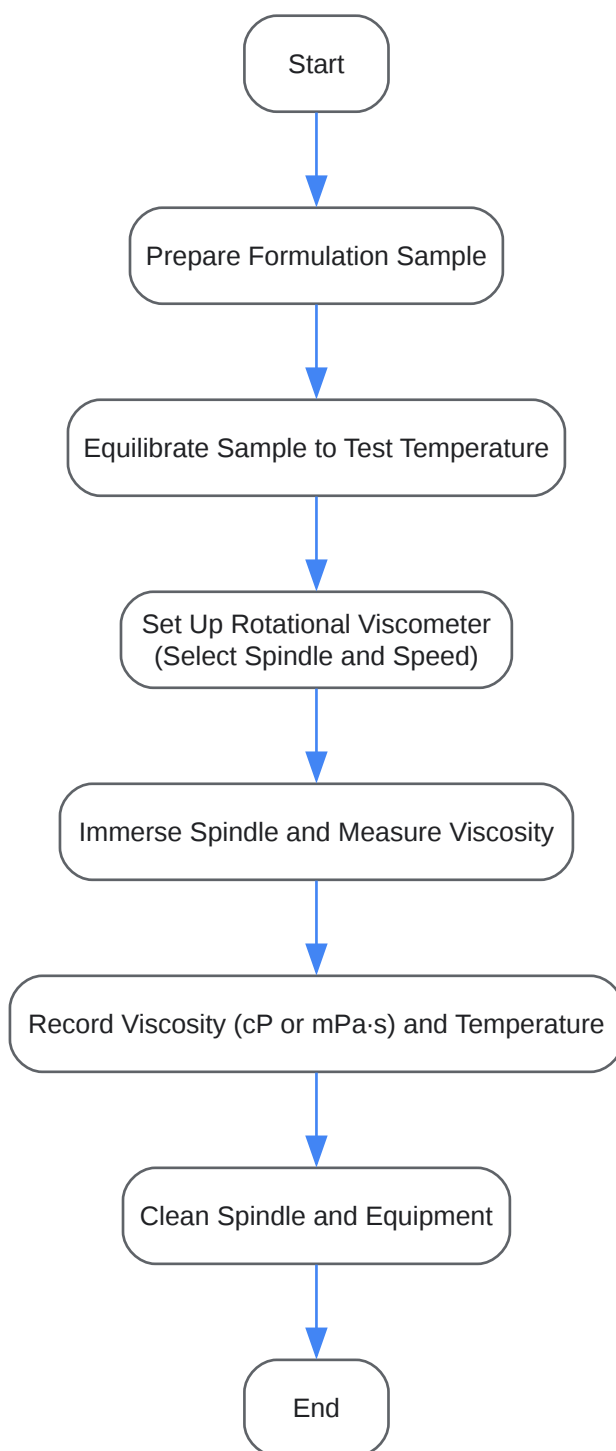 Start
Prepare Formulation Sample
Equilibrate Sample to Test Temperature
Set Up Rotational Viscometer
(Select Spindle and Speed)
Immerse Spindle and Measure Viscosity
Record Viscosity (cP or mPa·s) and Temperature
Clean Spindle and Equipment
End